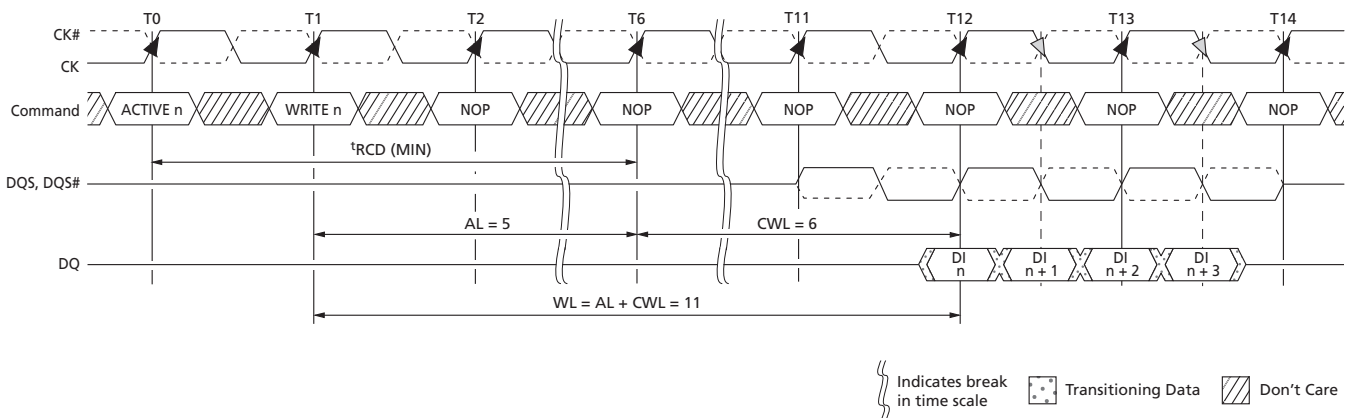 T0 T1 T2 T6 T11 T12 T13 T14
CK#
CK
Command ACTIVE n WRITE n NOP NOP NOP NOP NOP NOP
tRCD (MIN)
DQS, DQS#
AL = 5 CWL = 6
DQ DI n DI n + 1 DI n + 2 DI n + 3
WL = AL + CWL = 11
Indicates break in time scale
Transitioning Data
Don't Care